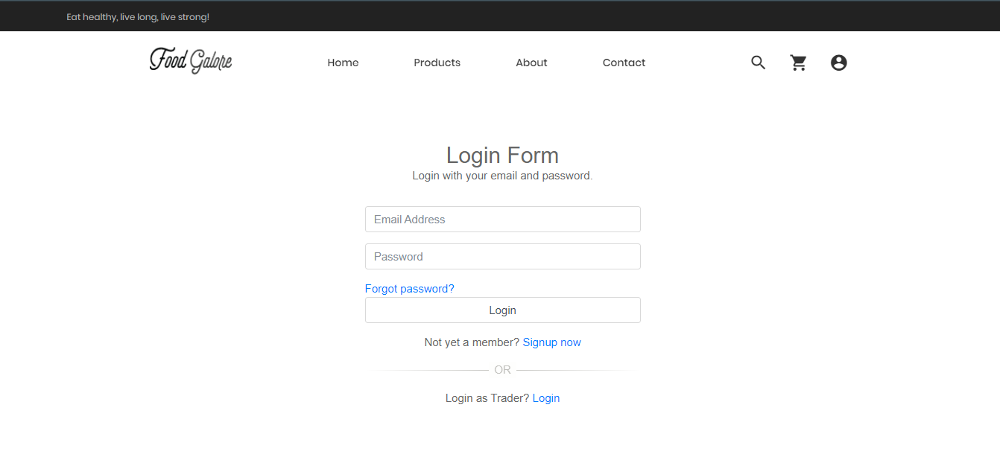 Eat healthy, live long, live strong!
Food Galore Home Products About Contact
Login Form
Login with your email and password.
Email Address
Password
Forgot password?
Login
Not yet a member? Signup now
OR
Login as Trader? Login